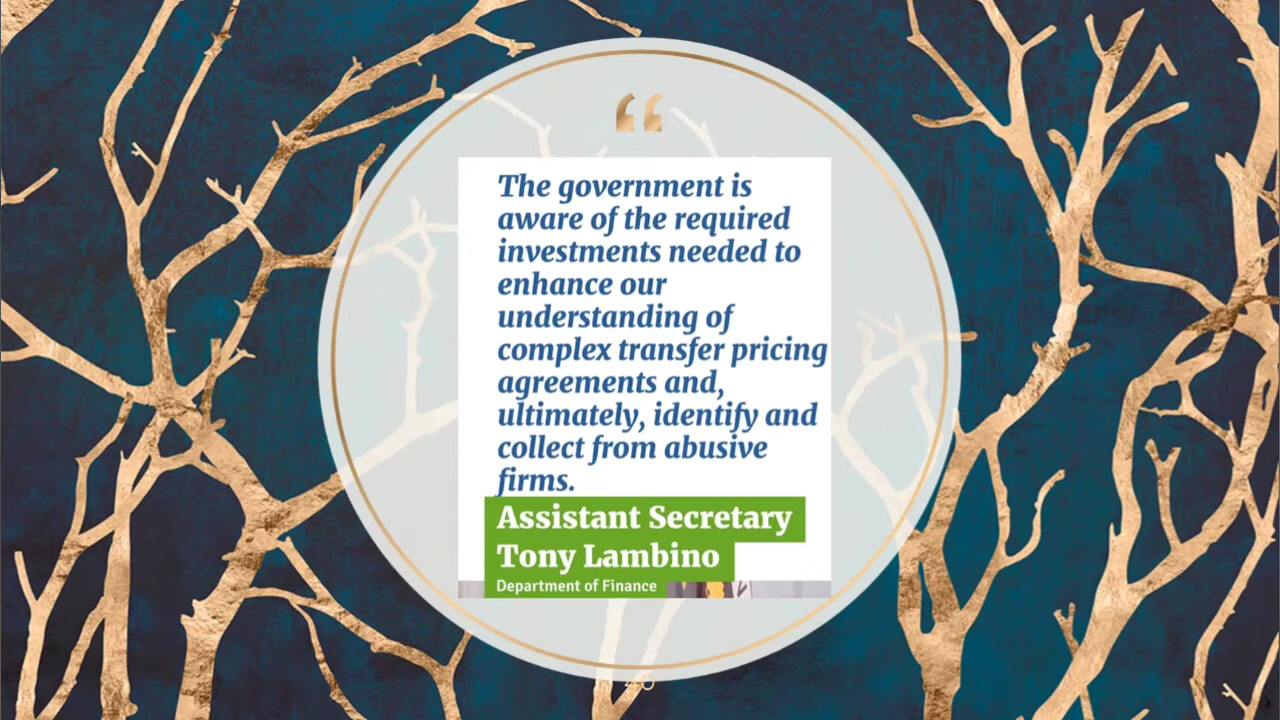 “
The government is
aware of the required
investments needed to
enhance our
understanding of
complex transfer pricing
agreements and,
ultimately, identify and
collect from abusive
firms.
Assistant Secretary
Tony Lambino
Department of Finance